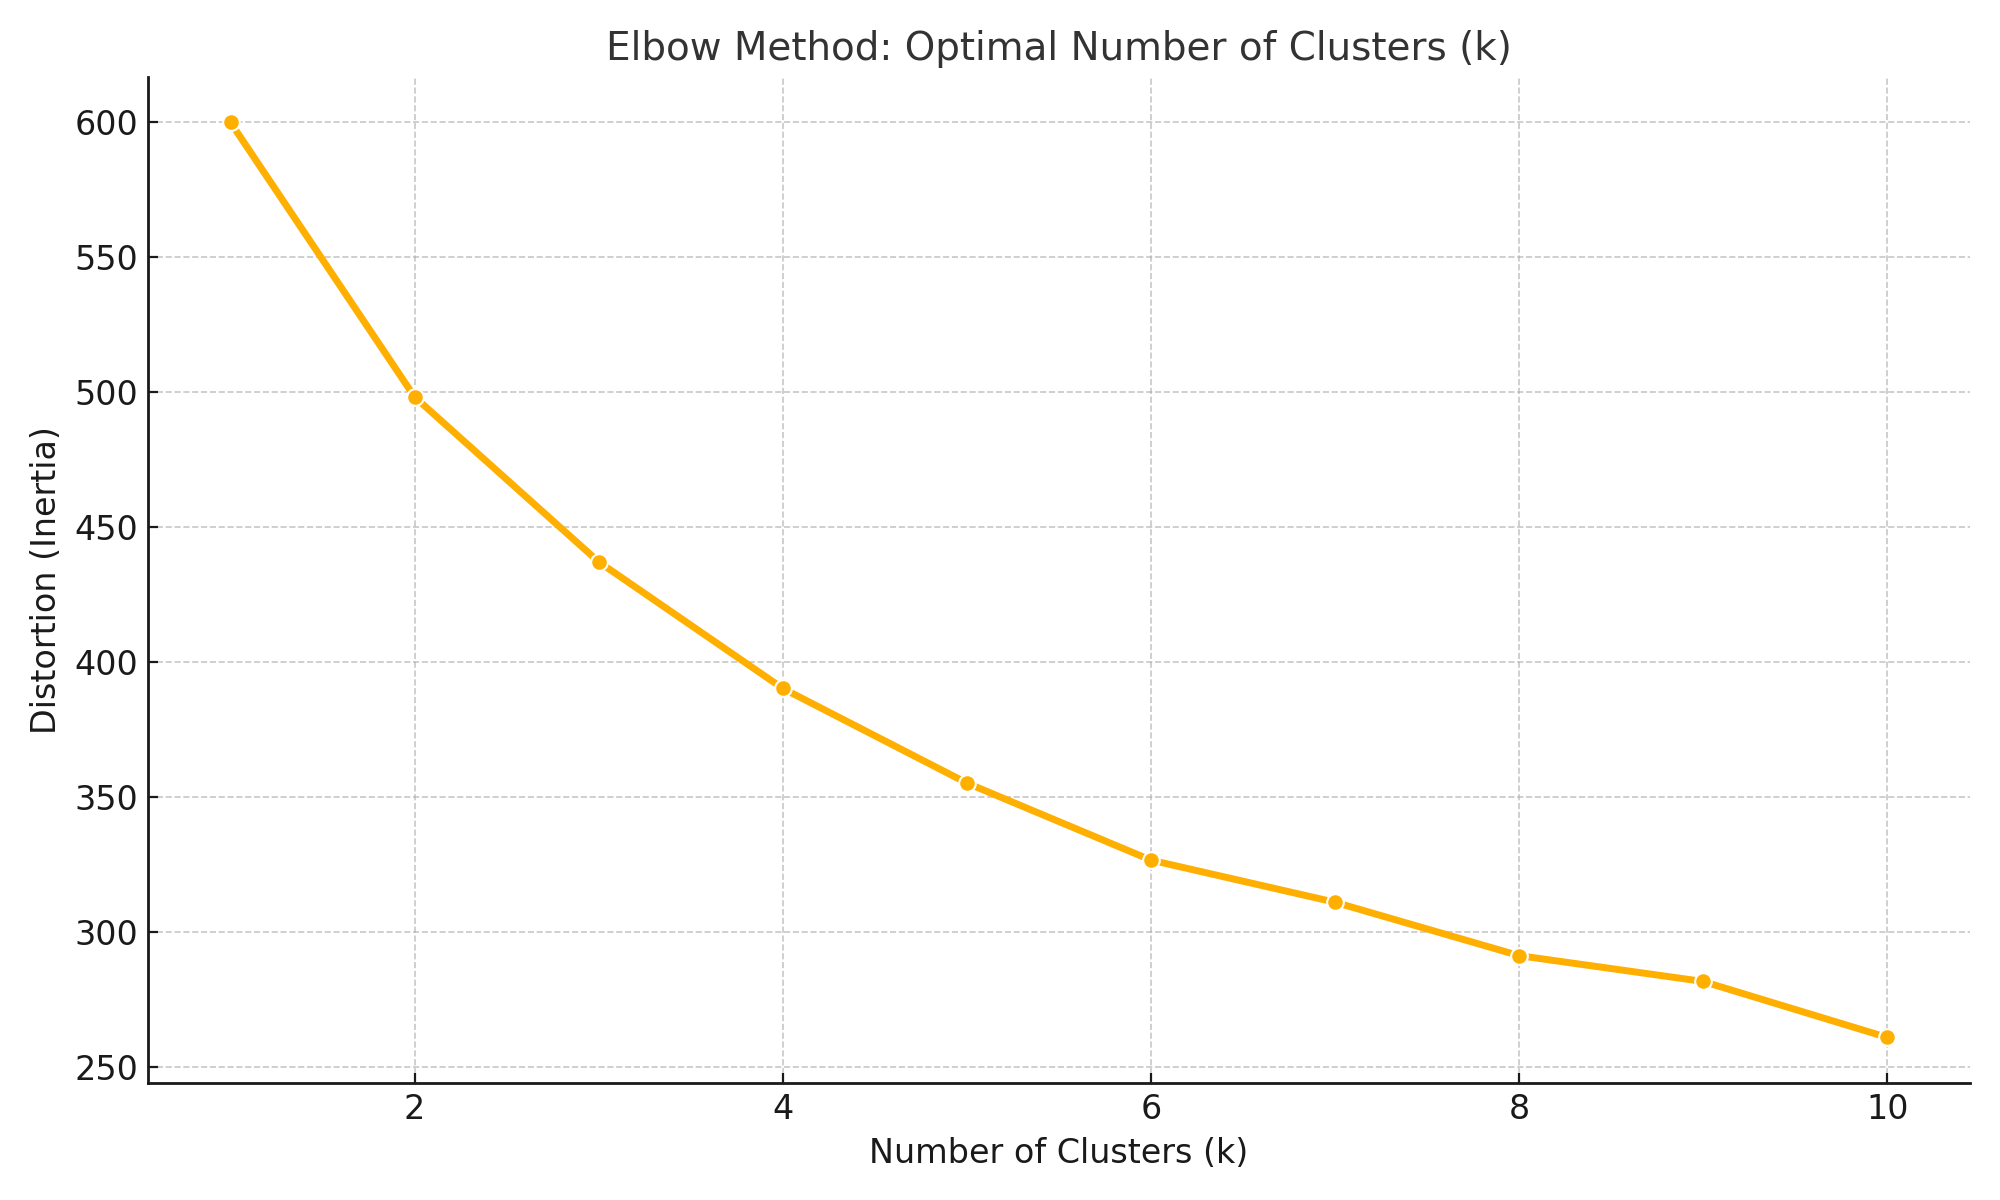 Elbow Method: Optimal Number of Clusters (k)
600
550
500
450
400
350
300
250
Distortion (Inertia)
2 4 6 8 10
Number of Clusters (k)